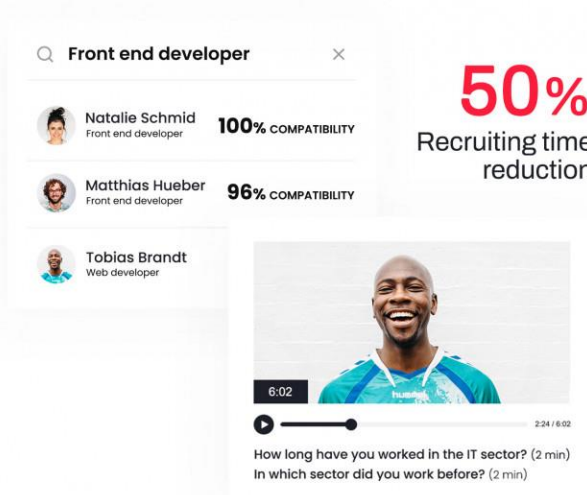 Front end developer
Natalie Schmid
Front end developer
100% COMPATIBILITY
Matthias Hueber
Front end developer
96% COMPATIBILITY
Tobias Brandt
Web developer
50%
Recruiting time
reduction
hummel
6:02
2:24 / 6:02
How long have you worked in the IT sector? (2 min)
In which sector did you work before? (2 min)